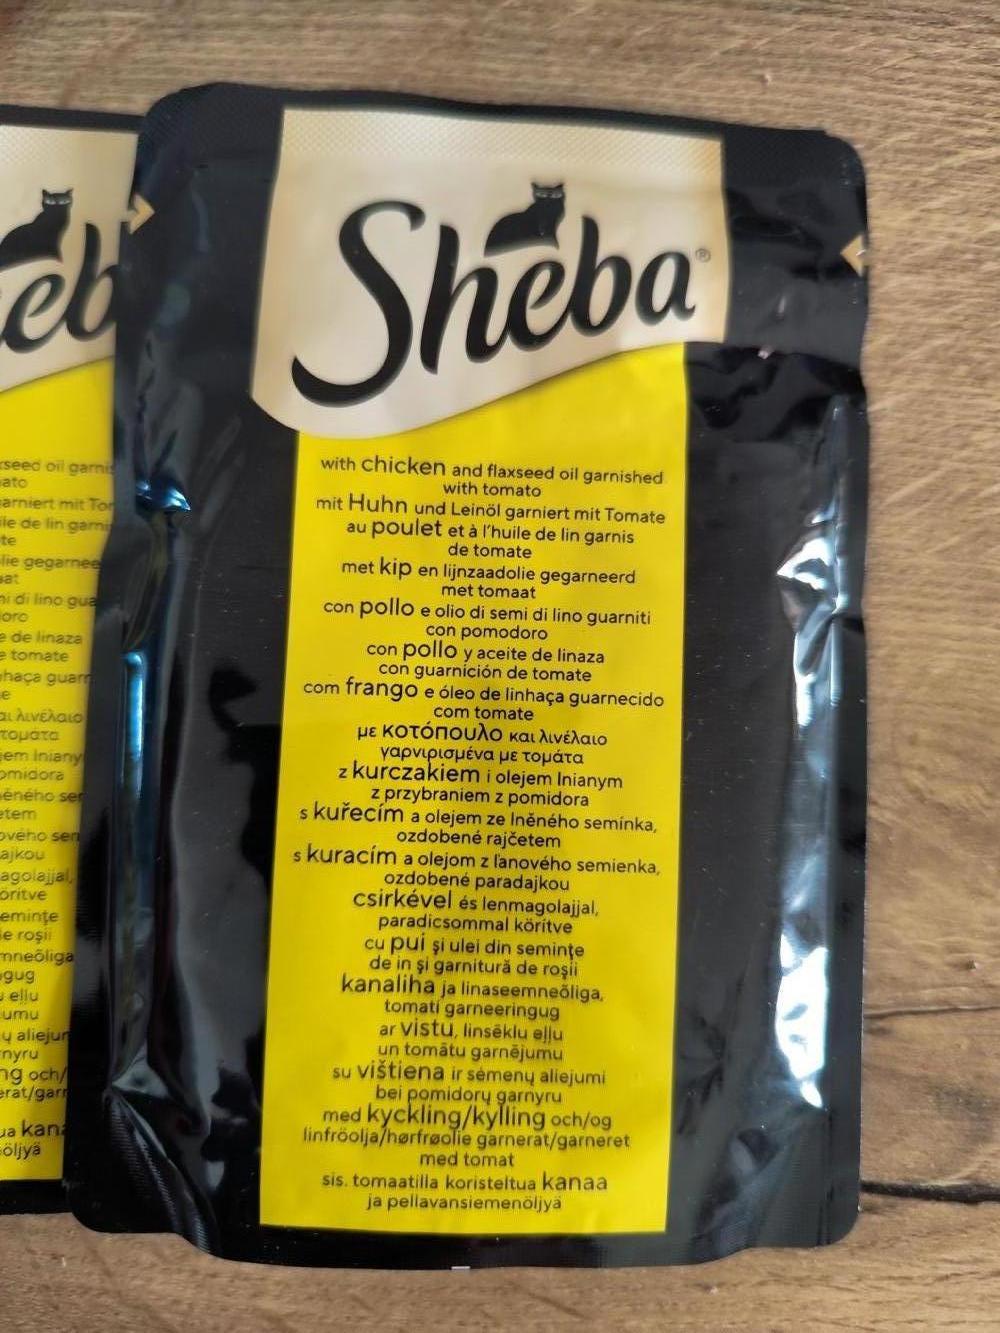 Sheba®
with chicken and flaxseed oil garnished
with tomato
mit Huhn und Leinöl garniert mit Tomate
au poulet et à l'huile de lin garnis
de tomate
met kip en lijnzaadolie gegarneerd
met tomaat
con pollo e olio di semi di lino guarniti
con pomodoro
con pollo y aceite de linaza
con guarnición de tomate
com frango e óleo de linhaça guarnecido
com tomate
με κοτόπουλο και λινέλαιο
γαρνιρισμένα με τομάτα
z kurczakiem i olejem lnianym
z przybraniem z pomidora
s kuřecím a olejem ze lněného semínka,
ozdobené rajčetem
s kuracím a olejom z ľanového semienka,
ozdobené paradajkou
csirkével és lenmagolajjal,
paradicsommal körítve
cu pui şi ulei din seminţe
de in şi garnitură de roşii
kanaliha ja linaseemneõliga,
tomati garneeringug
ar vistu, linsēklu eļļu
un tomātu garnējumu
su vištiena ir sėmenų aliejumi
bei pomidorų garnyru
med kyckling/kylling och/og
linfröolja/hørfrøolie garnerat/garneret
med tomat
sis. tomaatilla koristeltua kanaa
ja pellavansiemenöljyä